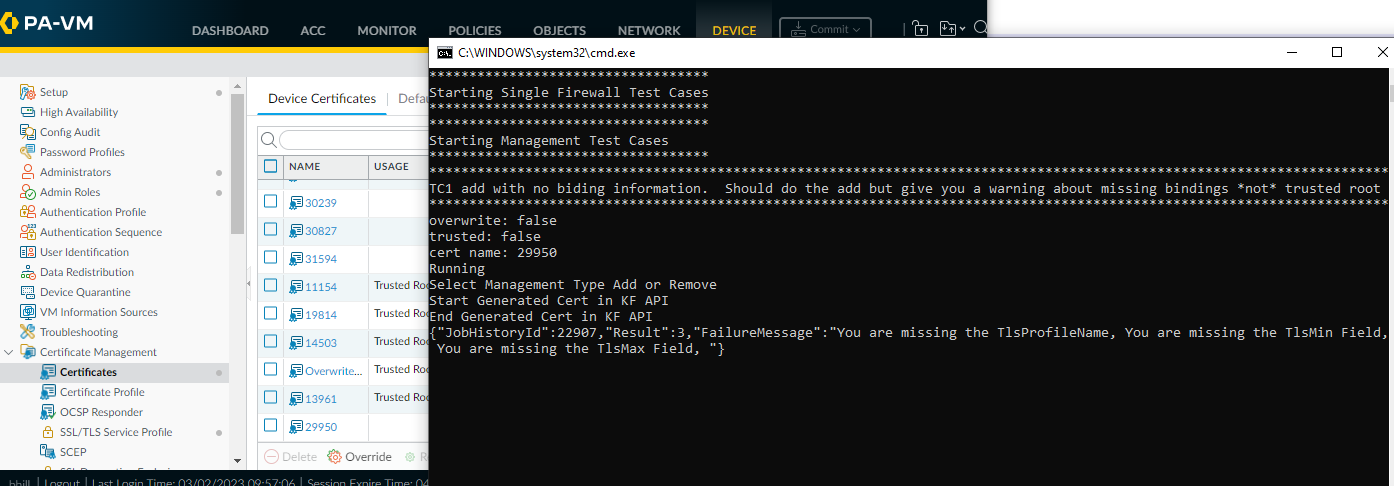 PA-VM
DASHBOARD ACC MONITOR POLICIES OBJECTS NETWORK DEVICE Commit
C:\WINDOWS\system32\cmd.exe
Setup
High Availability
Config Audit
Password Profiles
Administrators
Admin Roles
Authentication Profile
Authentication Sequence
User Identification
Data Redistribution
Device Quarantine
VM Information Sources
Troubleshooting
Certificate Management
Certificates
Certificate Profile
OCSP Responder
SSL/TLS Service Profile
SCEP
Device Certificates Defa
NAME USAGE
30239
30827
31594
11154 Trusted Roo
19814 Trusted Roo
14503 Trusted Roo
Overwrite... Trusted Roo
13961 Trusted Roo
29950
Delete Override
***********************************
Starting Single Firewall Test Cases
***********************************
***********************************
Starting Management Test Cases
***********************************
************************************************************************************************************************
TC1 add with no biding information.  Should do the add but give you a warning about missing bindings *not* trusted root
************************************************************************************************************************
overwrite: false
trusted: false
cert name: 29950
Running
Select Management Type Add or Remove
Start Generated Cert in KF API
End Generated Cert in KF API
{"JobHistoryId":22907,"Result":3,"FailureMessage":"You are missing the TlsProfileName, You are missing the TlsMin Field,
 You are missing the TlsMax Field, "}
bhill | Logout | Last Login Time: 03/02/2023 09:57:06 | Session Expire Time: 04